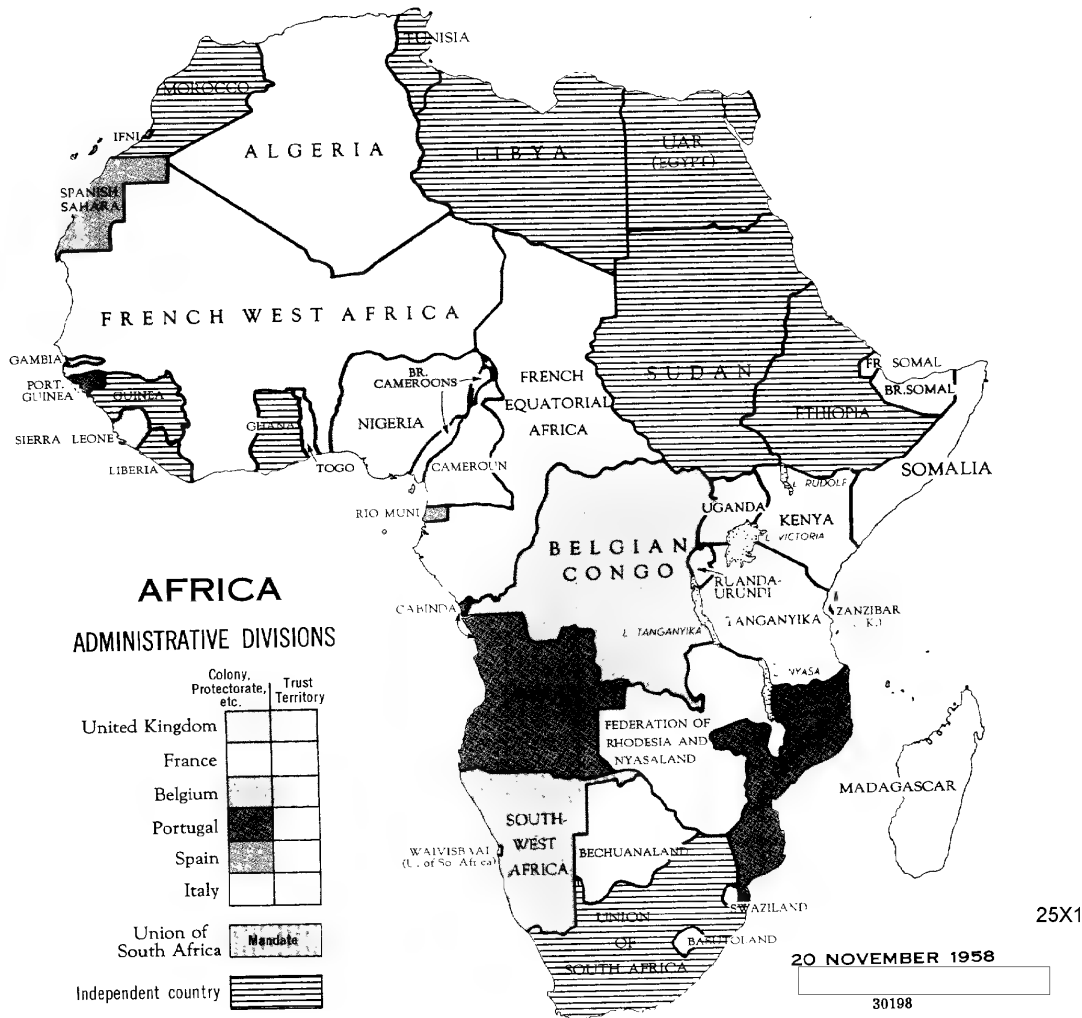 TUNISIA
MOROCCO
IFNI
ALGERIA
LIBYA
UAR
(EGYPT)
SPANISH
SAHARA
FRENCH WEST AFRICA
GAMBIA
PORT.
GUINEA
GUINEA
SIERRA LEONE
LIBERIA
GHANA
TOGO
NIGERIA
BR.
CAMEROONS
CAMEROUN
RIO MUNI
FRENCH
EQUATORIAL
AFRICA
SUDAN
FR. SOMAL
BR.SOMAL
ETHIOPIA
SOMALIA
L. RUDOLF
UGANDA
KENYA
L. VICTORIA
BELGIAN
CONGO
RUANDA-
URUNDI
CABINDA
L. TANGANYIKA
TANGANYIKA
ZANZIBAR
L. NYASA
FEDERATION OF
RHODESIA AND
NYASALAND
MADAGASCAR
SOUTH-
WEST
AFRICA
WALVIS BAY
(U. of So. Africa)
BECHUANALAND
SWAZILAND
UNION
OF
SOUTH AFRICA
BASUTOLAND
AFRICA
ADMINISTRATIVE DIVISIONS
Colony,
Protectorate,
etc.
Trust
Territory
United Kingdom
France
Belgium
Portugal
Spain
Italy
Union of
South Africa
Mandate
Independent country
25X1
20 NOVEMBER 1958
30198